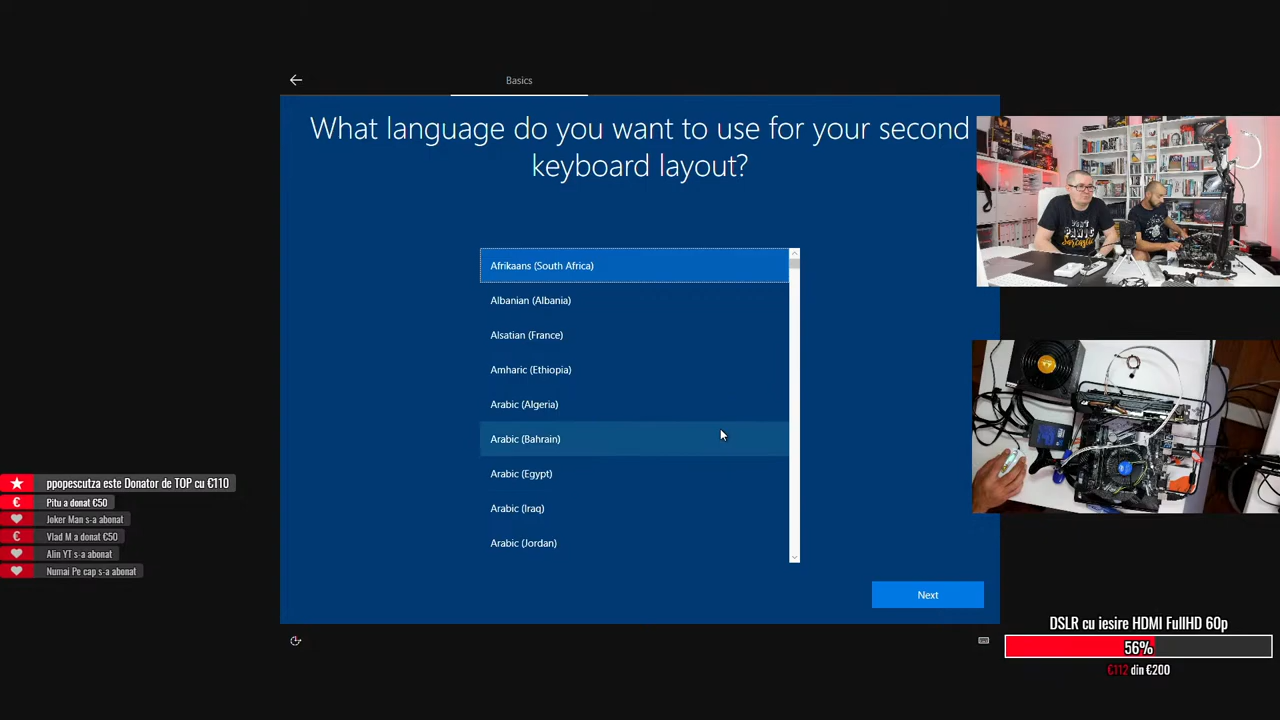 Basics
What language do you want to use for your second
keyboard layout?
Afrikaans (South Africa)
Albanian (Albania)
Alsatian (France)
Amharic (Ethiopia)
Arabic (Algeria)
Arabic (Bahrain)
Arabic (Egypt)
Arabic (Iraq)
Arabic (Jordan)
Next
DON'T
PANIC
Sarcastic
ppopescutza este Donator de TOP cu €110
€ Pitu a donat €50
Joker Man s-a abonat
€ Vlad M a donat €50
Alin YT s-a abonat
Numai Pe cap s-a abonat
DSLR cu iesire HDMI FullHD 60p
56%
€112 din €200